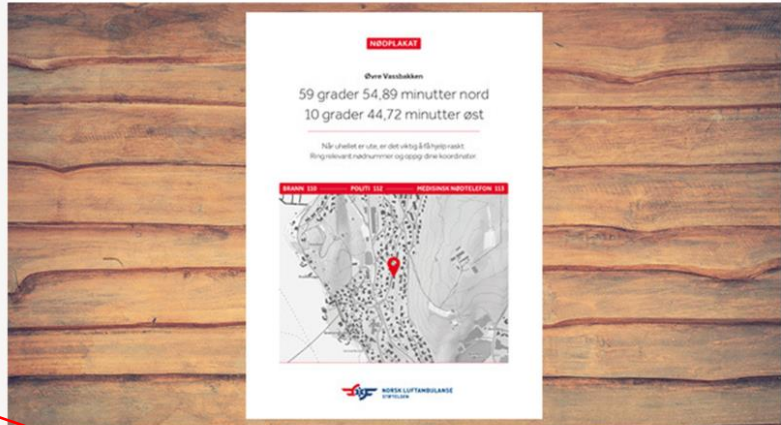 NØDPLAKAT
Øvre Vassbakken
59 grader 54,89 minutter nord
10 grader 44,72 minutter øst
Når uhellet er ute, er det viktig å få hjelp raskt.
Ring relevant nødnummer og oppgi dine koordinater.
BRANN 110 POLITI 112 MEDISINSK NØDTELEFON 113
NORSK LUFTAMBULANSE
STIFTELSEN